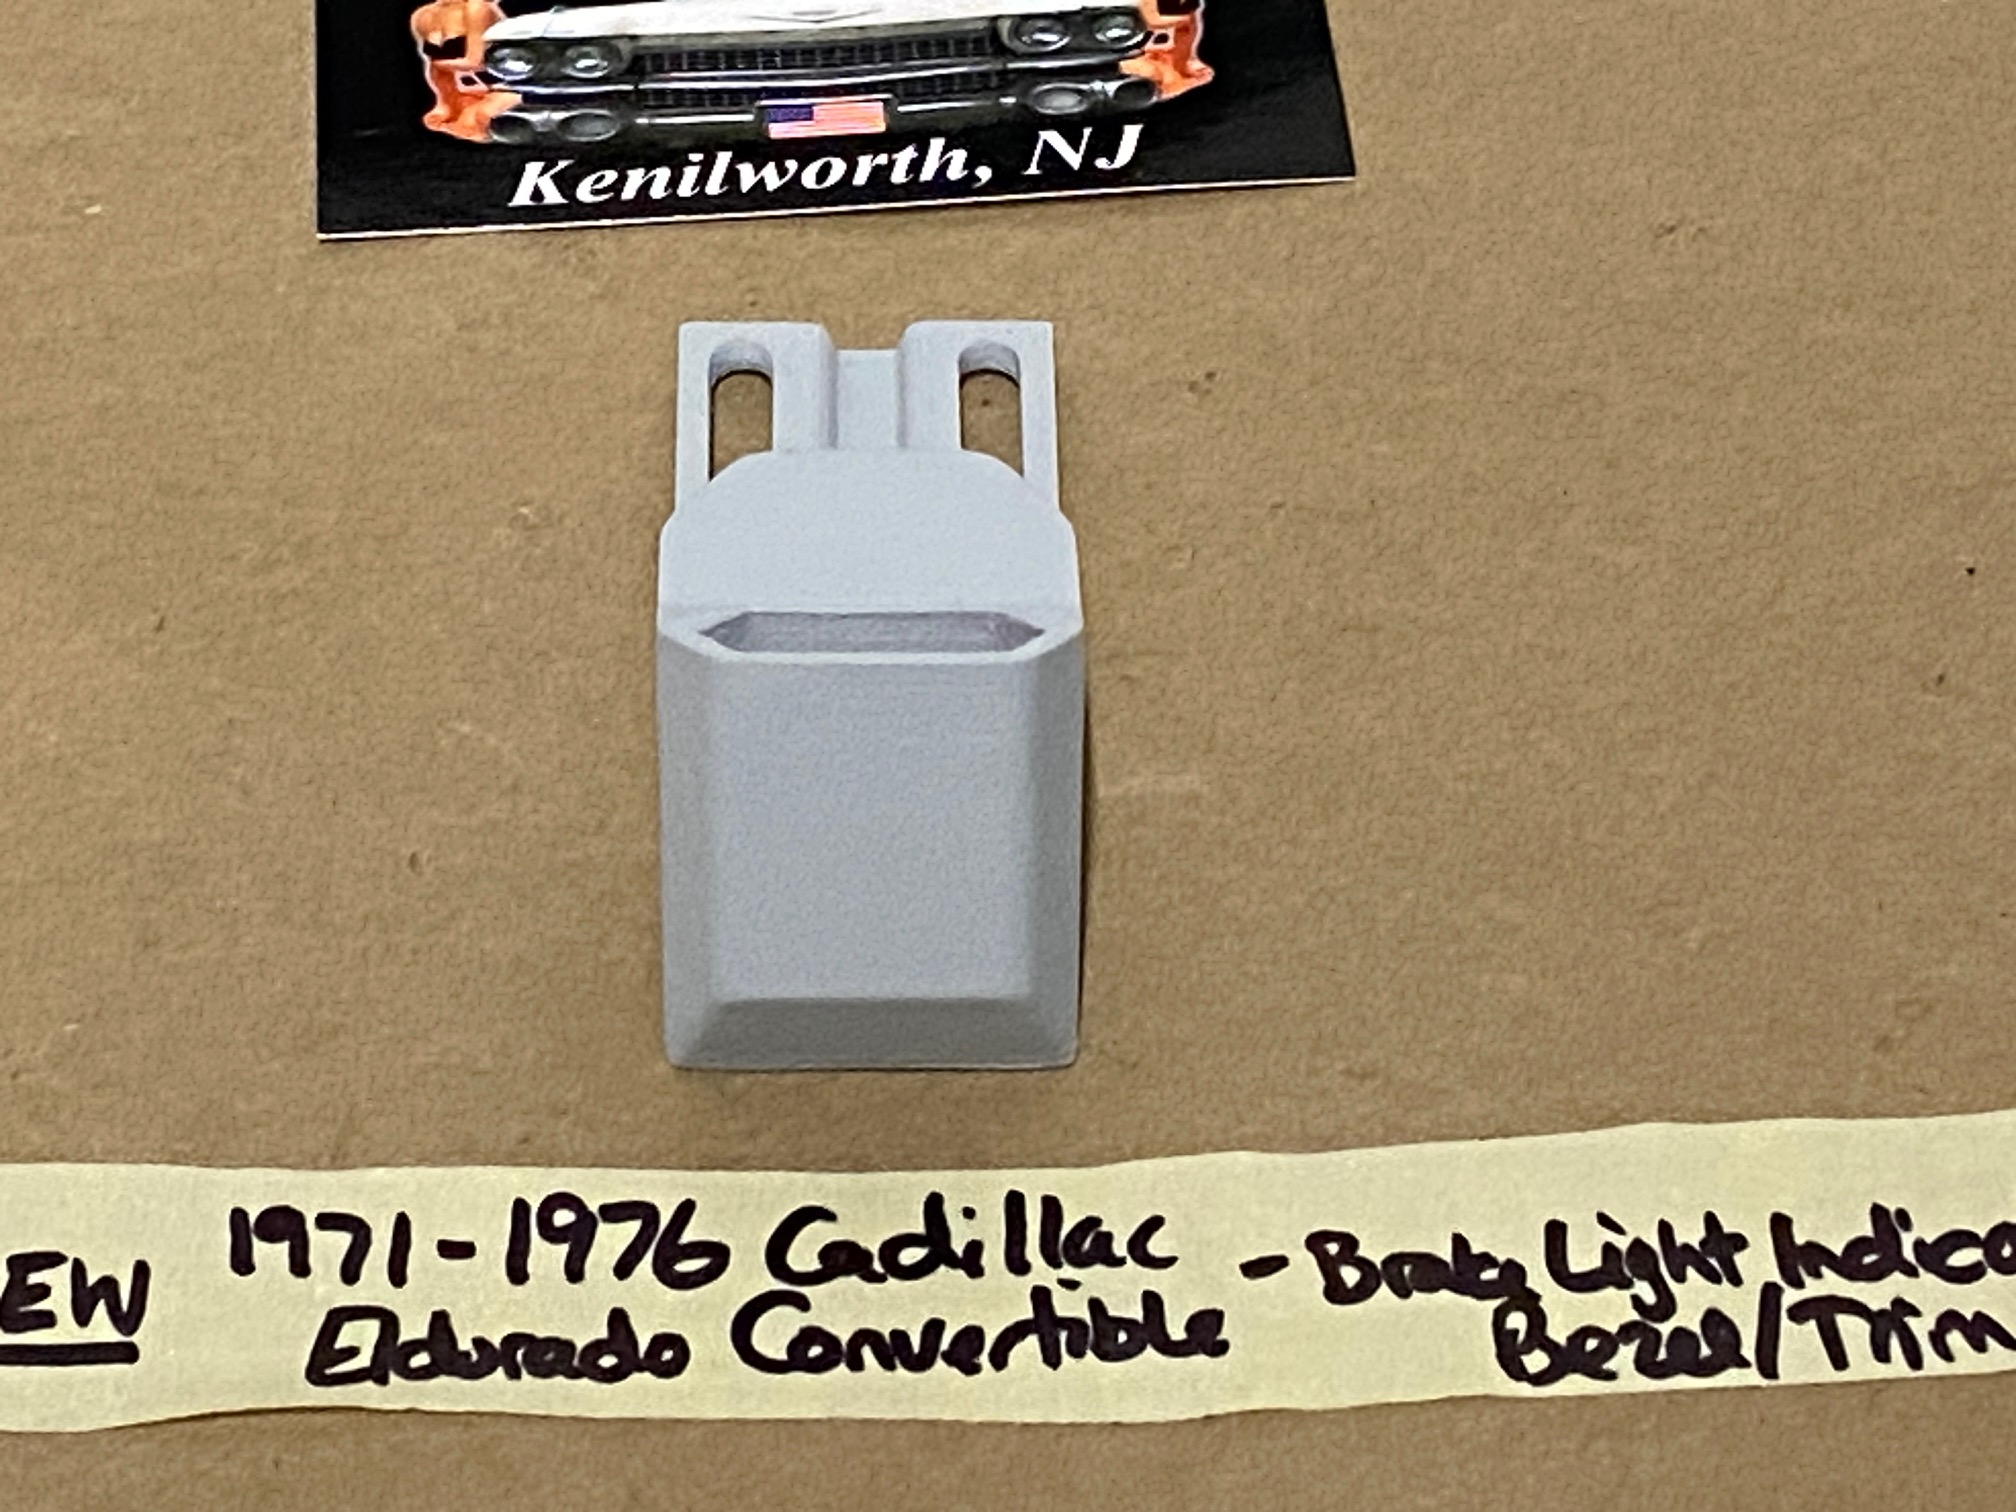 Kenilworth, NJ
EW 1971-1976 Cadillac - Brake Light Indica
Eldorado Convertible Bezel/Trim